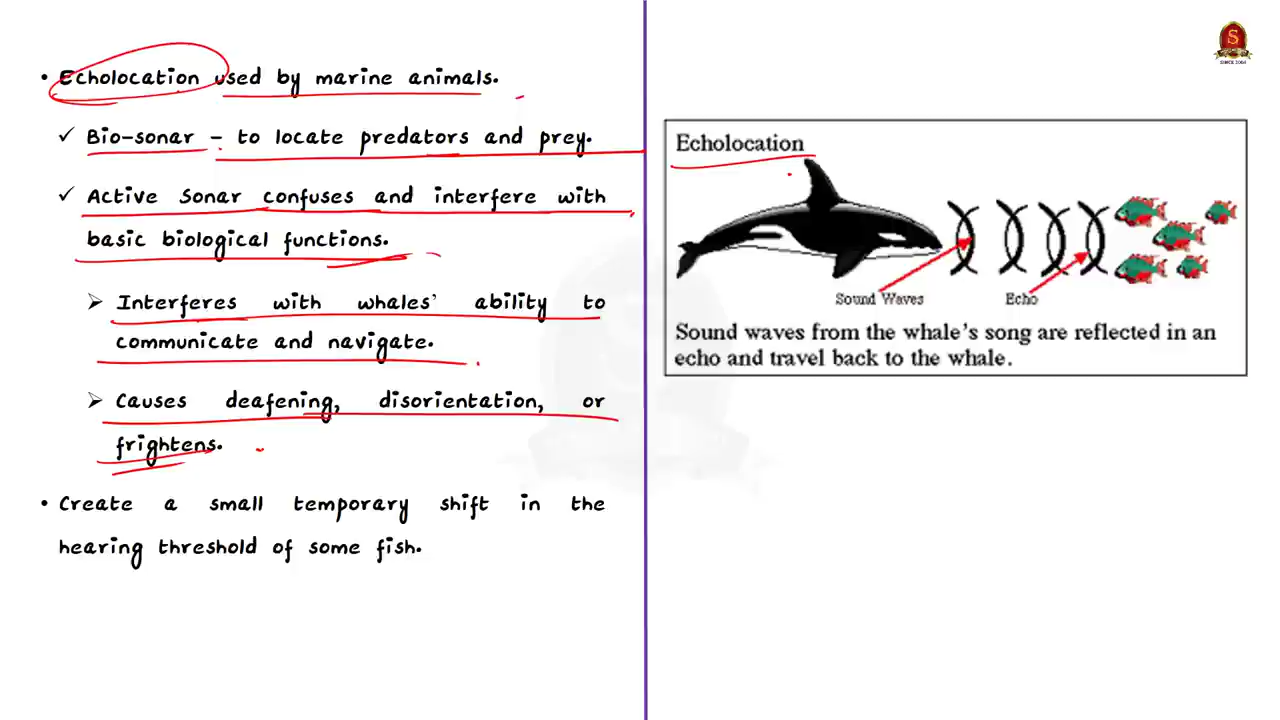 • Echolocation used by marine animals.
✓ Bio-sonar – to locate predators and prey.
✓ Active Sonar confuses and interfere with
basic biological functions.
➢ Interferes with whales' ability to
communicate and navigate.
➢ Causes deafening, disorientation, or
frightens.
• Create a small temporary shift in the
hearing threshold of some fish.
S
SINCE 2004
Echolocation
Sound Waves
Echo
Sound waves from the whale's song are reflected in an
echo and travel back to the whale.